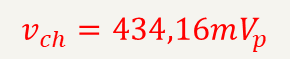 v_ch = 434,16mV_p